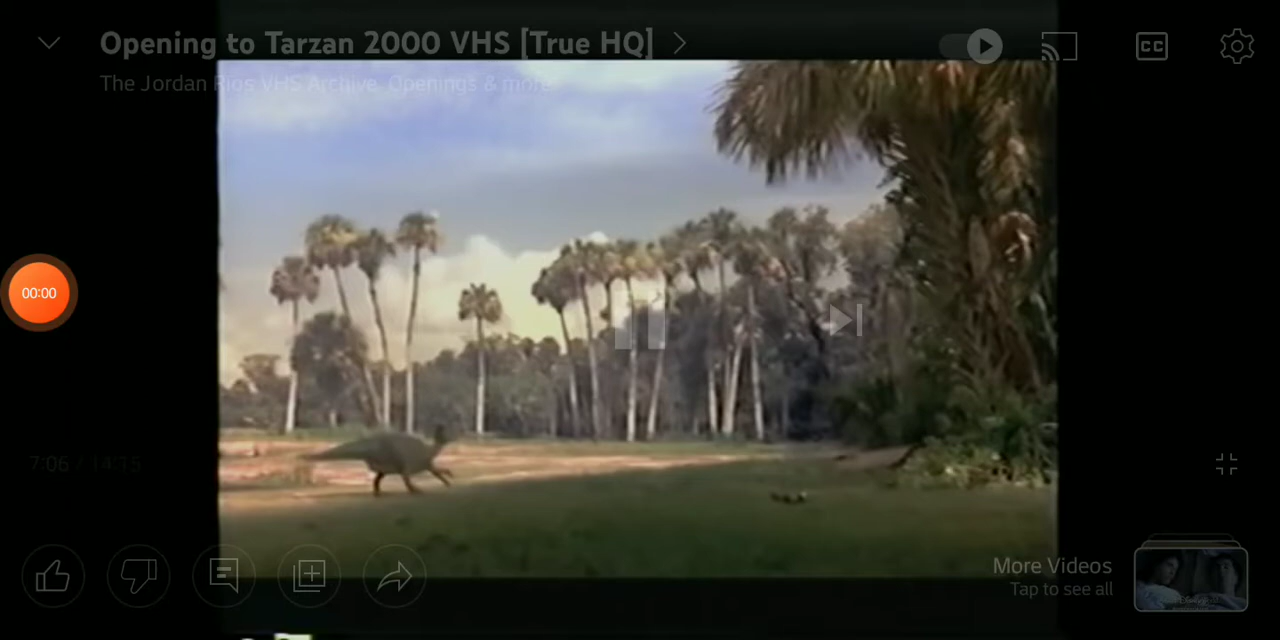 Opening to Tarzan 2000 VHS [True HQ]
The Jordan Rios VHS Archive. Openings & more
CC
00:00
7:06 / 14:15
More Videos
Tap to see all